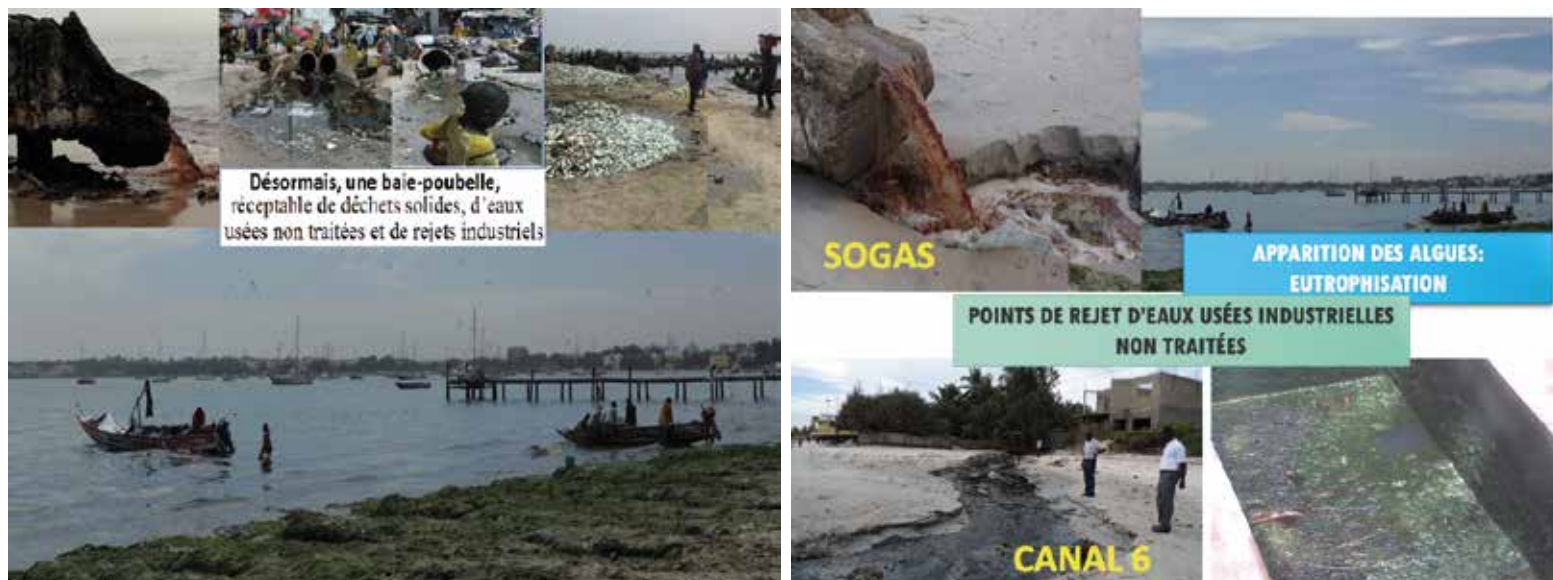 Désormais, une baie-poubelle,
réceptable de déchets solides, d'eaux
usées non traitées et de rejets industriels
SOGAS
APPARITION DES ALGUES:
EUTROPHISATION
POINTS DE REJET D'EAUX USÉES INDUSTRIELLES
NON TRAITÉES
CANAL 6